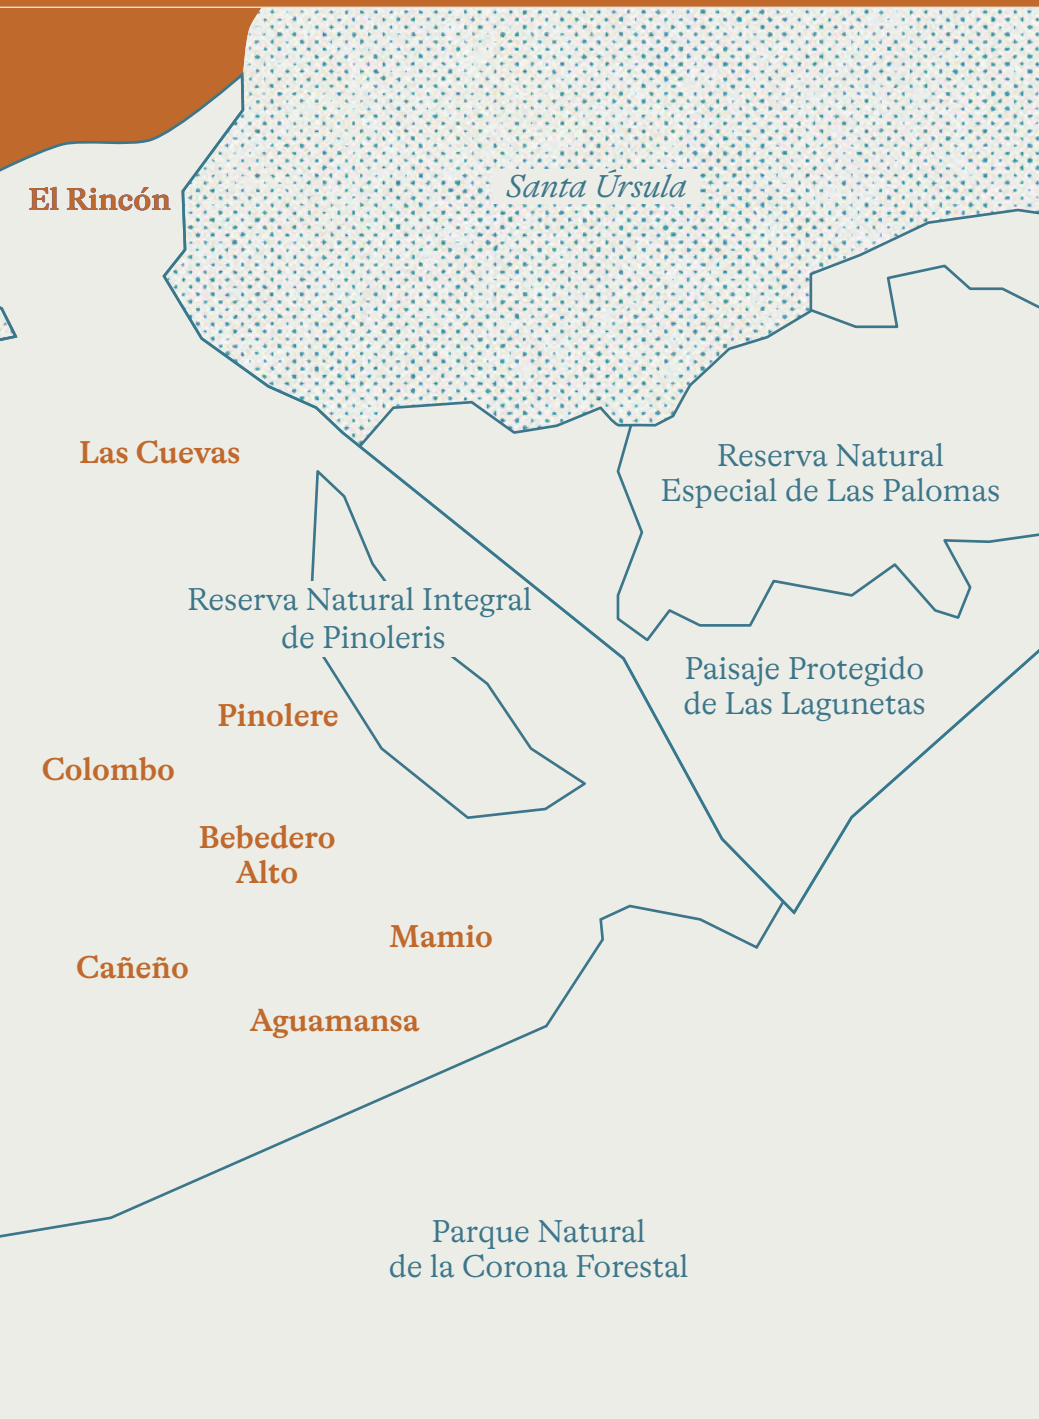 Santa Úrsula
El Rincón
Las Cuevas
Reserva Natural
Especial de Las Palomas
Reserva Natural Integral
de Pinoleris
Paisaje Protegido
de Las Lagunetas
Pinolere
Colombo
Bebedero
Alto
Mamio
Cañeño
Aguamansa
Parque Natural
de la Corona Forestal